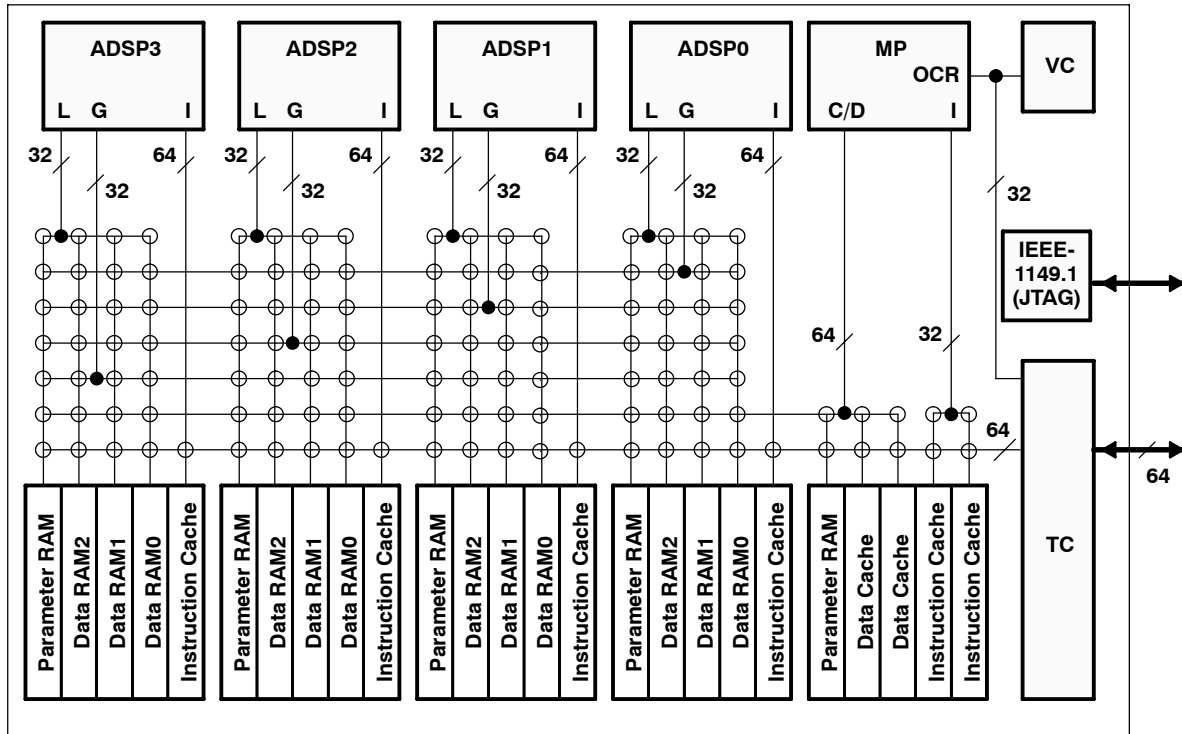 ADSP3
L G I
ADSP2
L G I
ADSP1
L G I
ADSP0
L G I
MP
OCR
C/D I
VC
32
64
32
32
64
32
32
64
32
32
64
32
32
IEEE-
1149.1
(JTAG)
64
32
64
64
TC
Parameter RAM
Data RAM2
Data RAM1
Data RAM0
Instruction Cache
Parameter RAM
Data RAM2
Data RAM1
Data RAM0
Instruction Cache
Parameter RAM
Data RAM2
Data RAM1
Data RAM0
Instruction Cache
Parameter RAM
Data RAM2
Data RAM1
Data RAM0
Instruction Cache
Parameter RAM
Data Cache
Data Cache
Instruction Cache
Instruction Cache